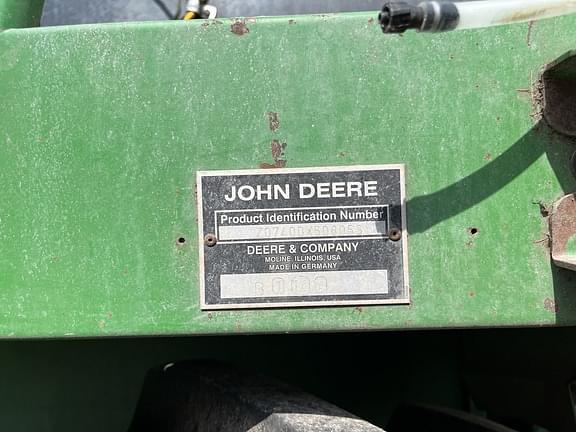 JOHN DEERE
Product Identification Number
DEERE & COMPANY
MOLINE, ILLINOIS, USA
MADE IN GERMANY